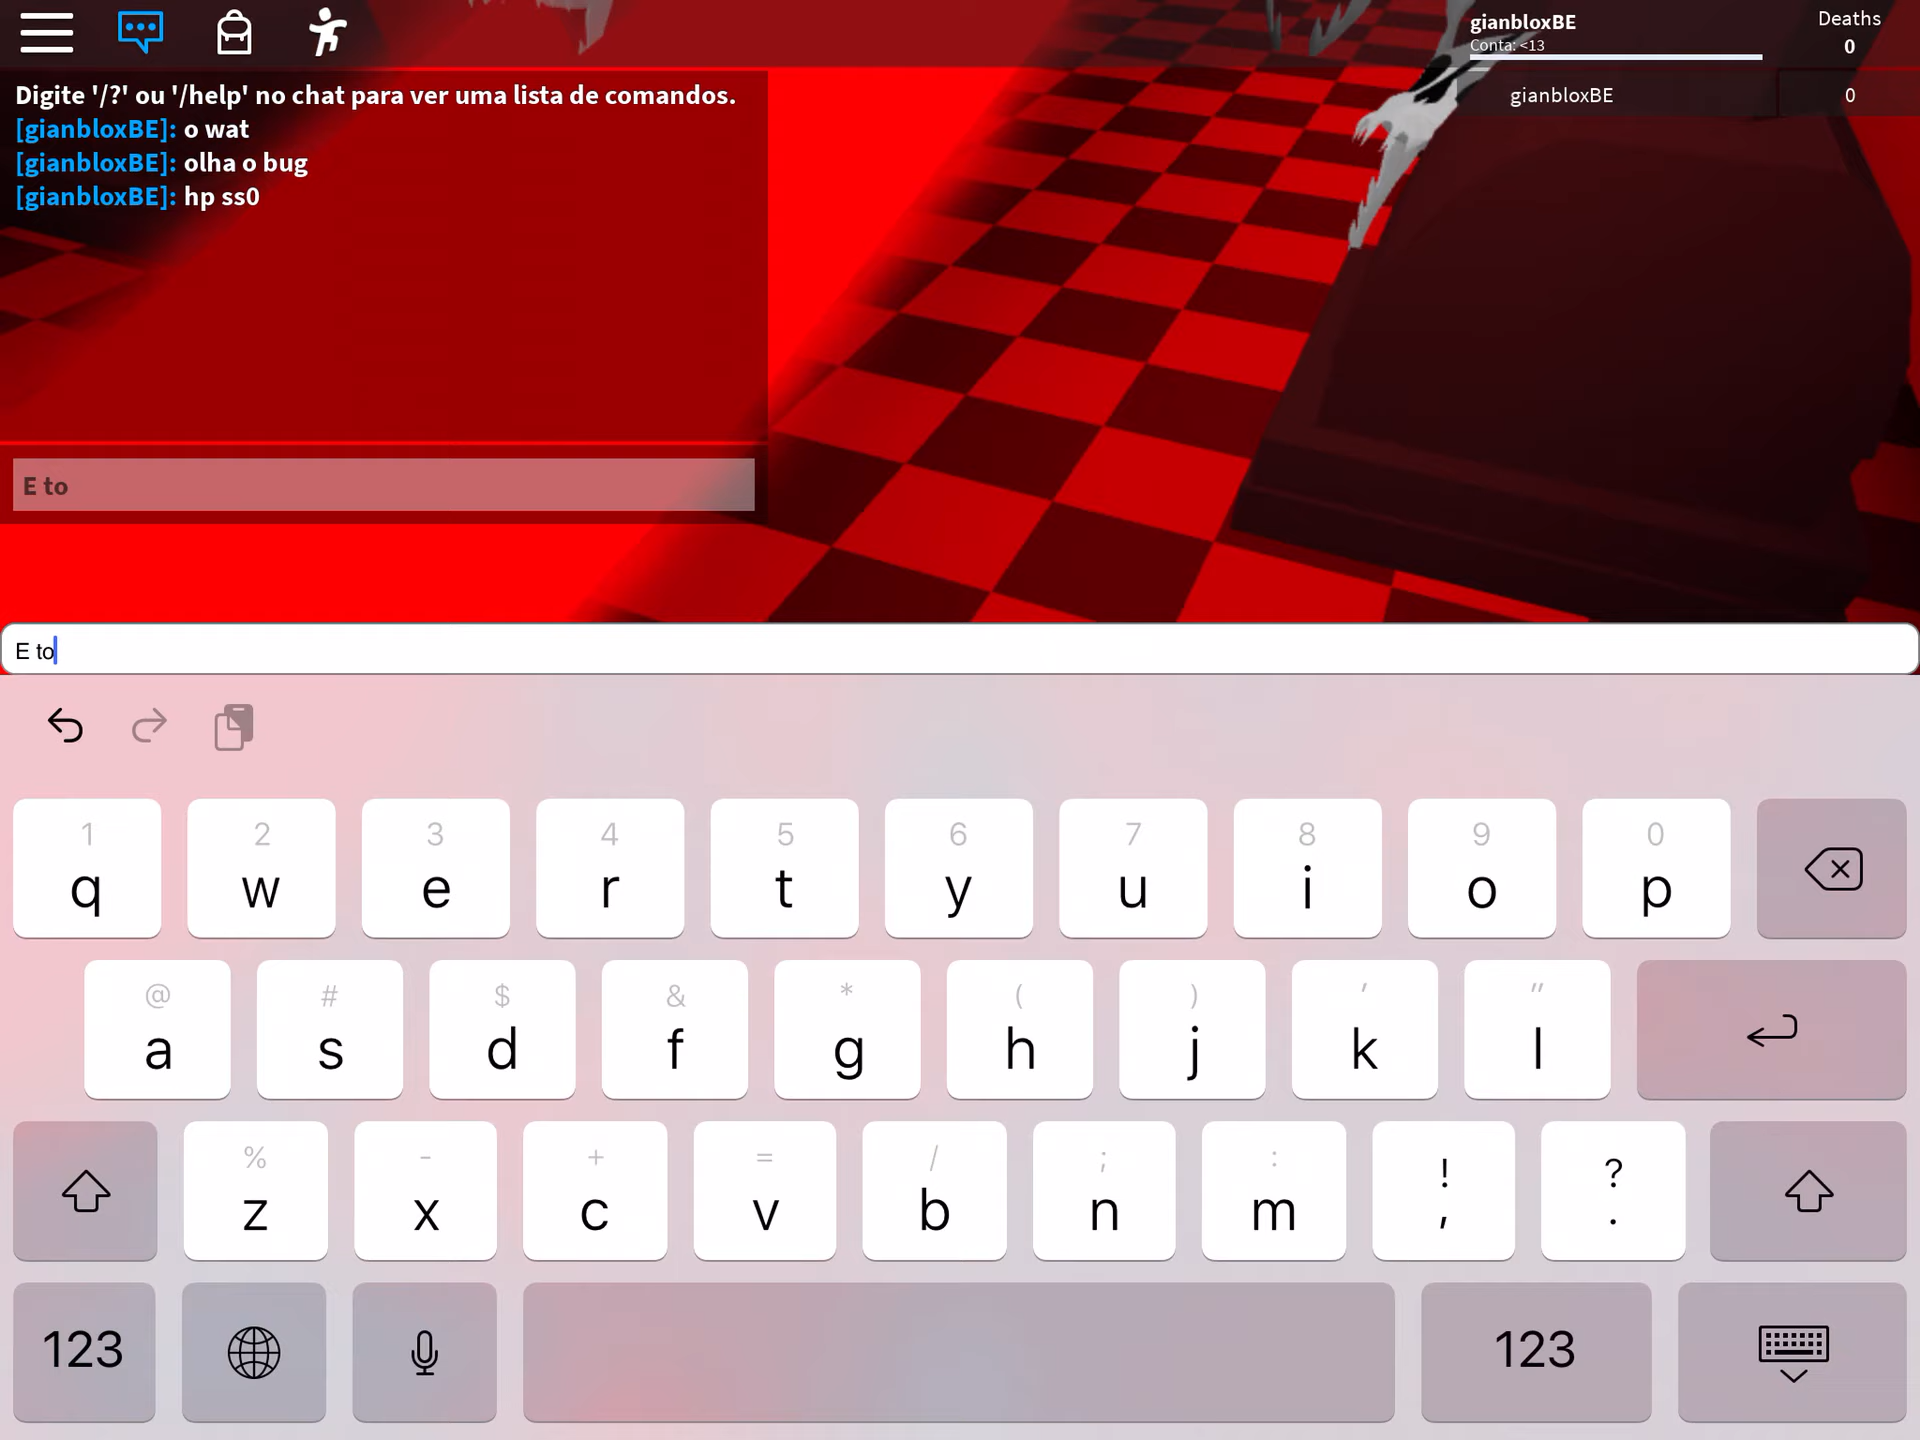 gianbloxBE
Conta: <13
Deaths
0
gianbloxBE
0
Digite '/?' ou '/help' no chat para ver uma lista de comandos.
[gianbloxBE]: o wat
[gianbloxBE]: olha o bug
[gianbloxBE]: hp ss0
E to
E to
1 2 3 4 5 6 7 8 9 0
q w e r t y u i o p
@ # $ & * ( ) ' "
a s d f g h j k l
% - + = / ; : ! ?
z x c v b n m , .
123 123